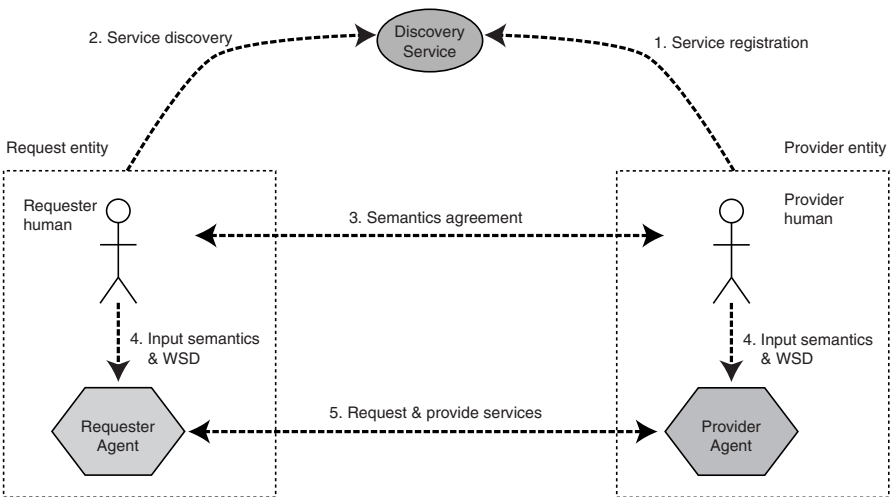 Discovery
Service
2. Service discovery
1. Service registration
Request entity
Provider entity
Requester
human
Provider
human
3. Semantics agreement
4. Input semantics
& WSD
4. Input semantics
& WSD
5. Request & provide services
Requester
Agent
Provider
Agent